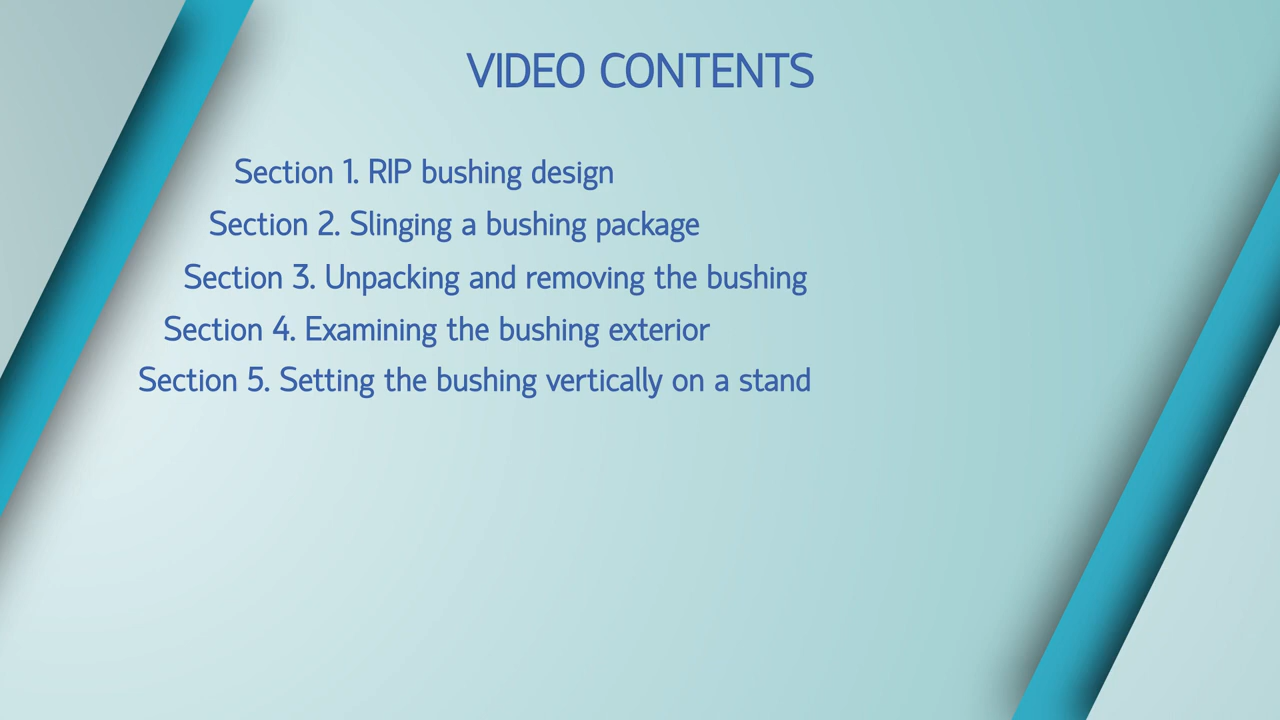 VIDEO CONTENTS
Section 1. RIP bushing design
Section 2. Slinging a bushing package
Section 3. Unpacking and removing the bushing
Section 4. Examining the bushing exterior
Section 5. Setting the bushing vertically on a stand